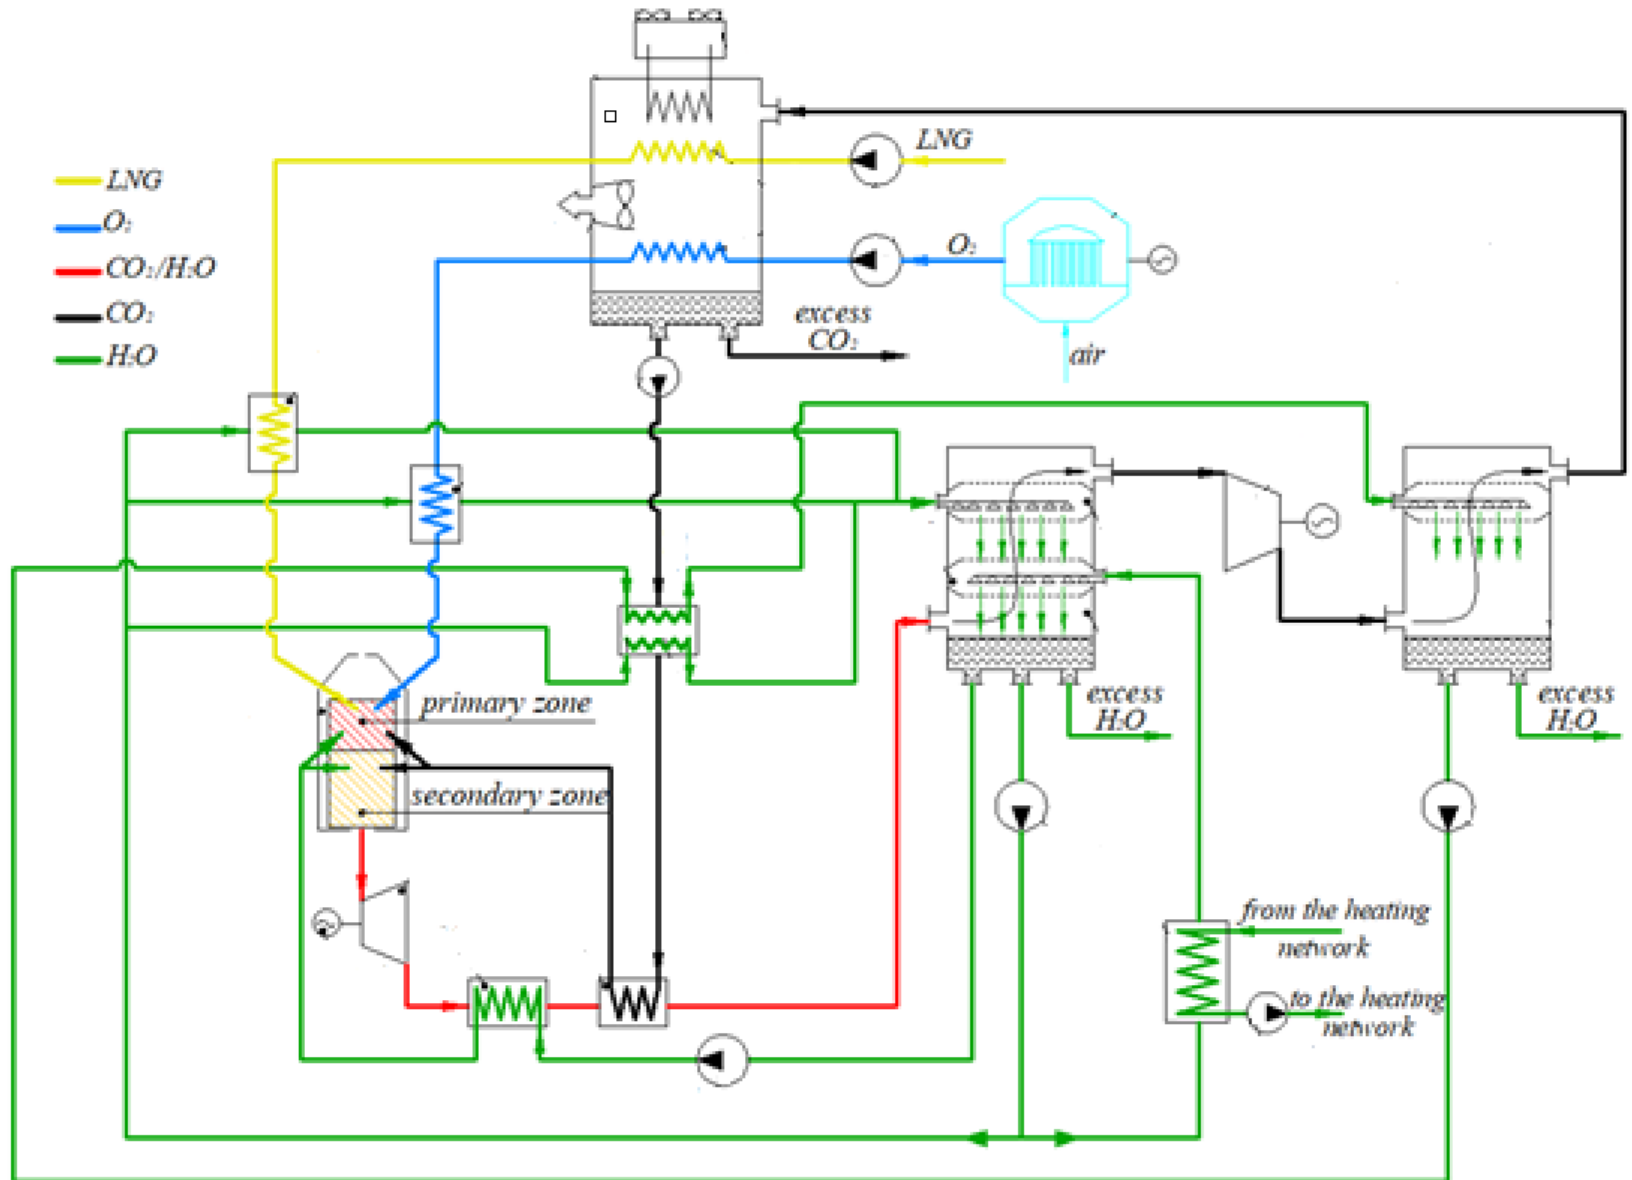 LNG
LNG
O₂
CO₂/H₂O
CO₂
H₂O
O₂
excess
CO₂
air
primary zone
secondary zone
excess
H₂O
excess
H₂O
from the heating
network
to the heating
network